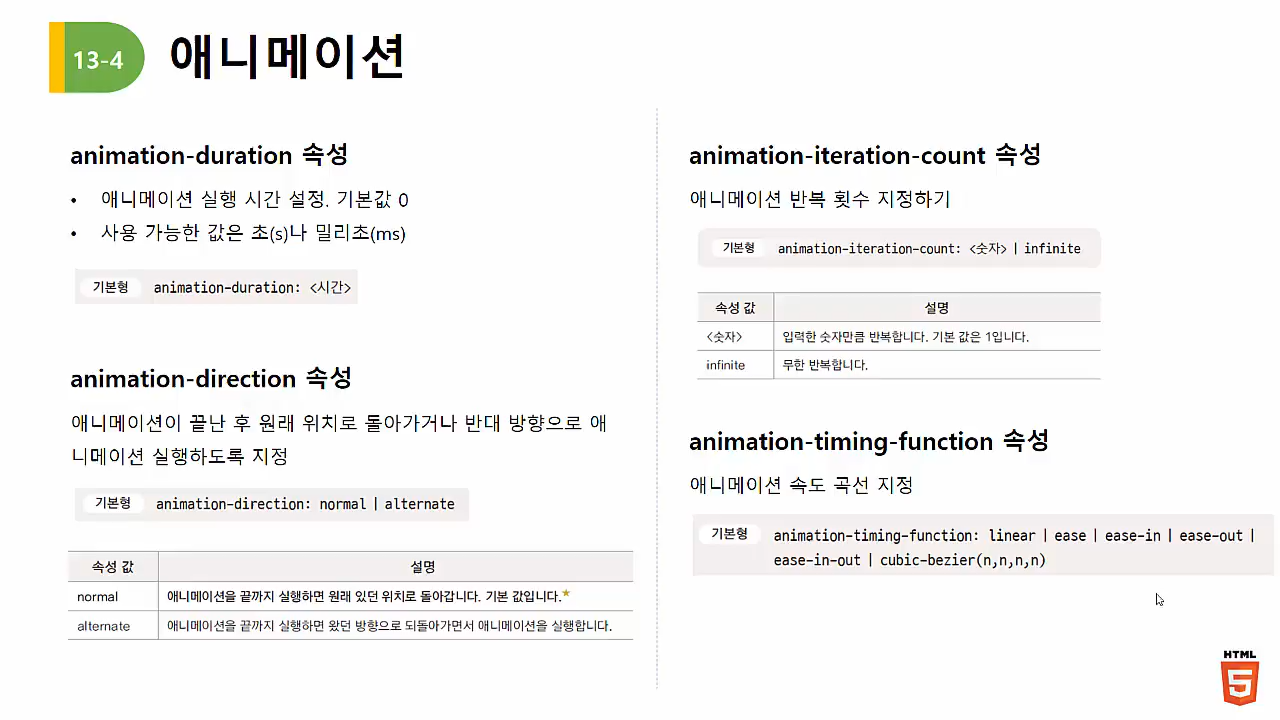 13-4 애니메이션
animation-duration 속성
• 애니메이션 실행 시간 설정. 기본값 0
• 사용 가능한 값은 초(s)나 밀리초(ms)
기본형 animation-duration: <시간>
animation-direction 속성
애니메이션이 끝난 후 원래 위치로 돌아가거나 반대 방향으로 애
니메이션 실행하도록 지정
기본형 animation-direction: normal | alternate
속성 값 설명
normal 애니메이션을 끝까지 실행하면 원래 있던 위치로 돌아갑니다. 기본 값입니다.★
alternate 애니메이션을 끝까지 실행하면 왔던 방향으로 되돌아가면서 애니메이션을 실행합니다.
animation-iteration-count 속성
애니메이션 반복 횟수 지정하기
기본형 animation-iteration-count: <숫자> | infinite
속성 값 설명
<숫자> 입력한 숫자만큼 반복합니다. 기본 값은 1입니다.
infinite 무한 반복합니다.
animation-timing-function 속성
애니메이션 속도 곡선 지정
기본형 animation-timing-function: linear | ease | ease-in | ease-out |
ease-in-out | cubic-bezier(n,n,n,n)
HTML
5